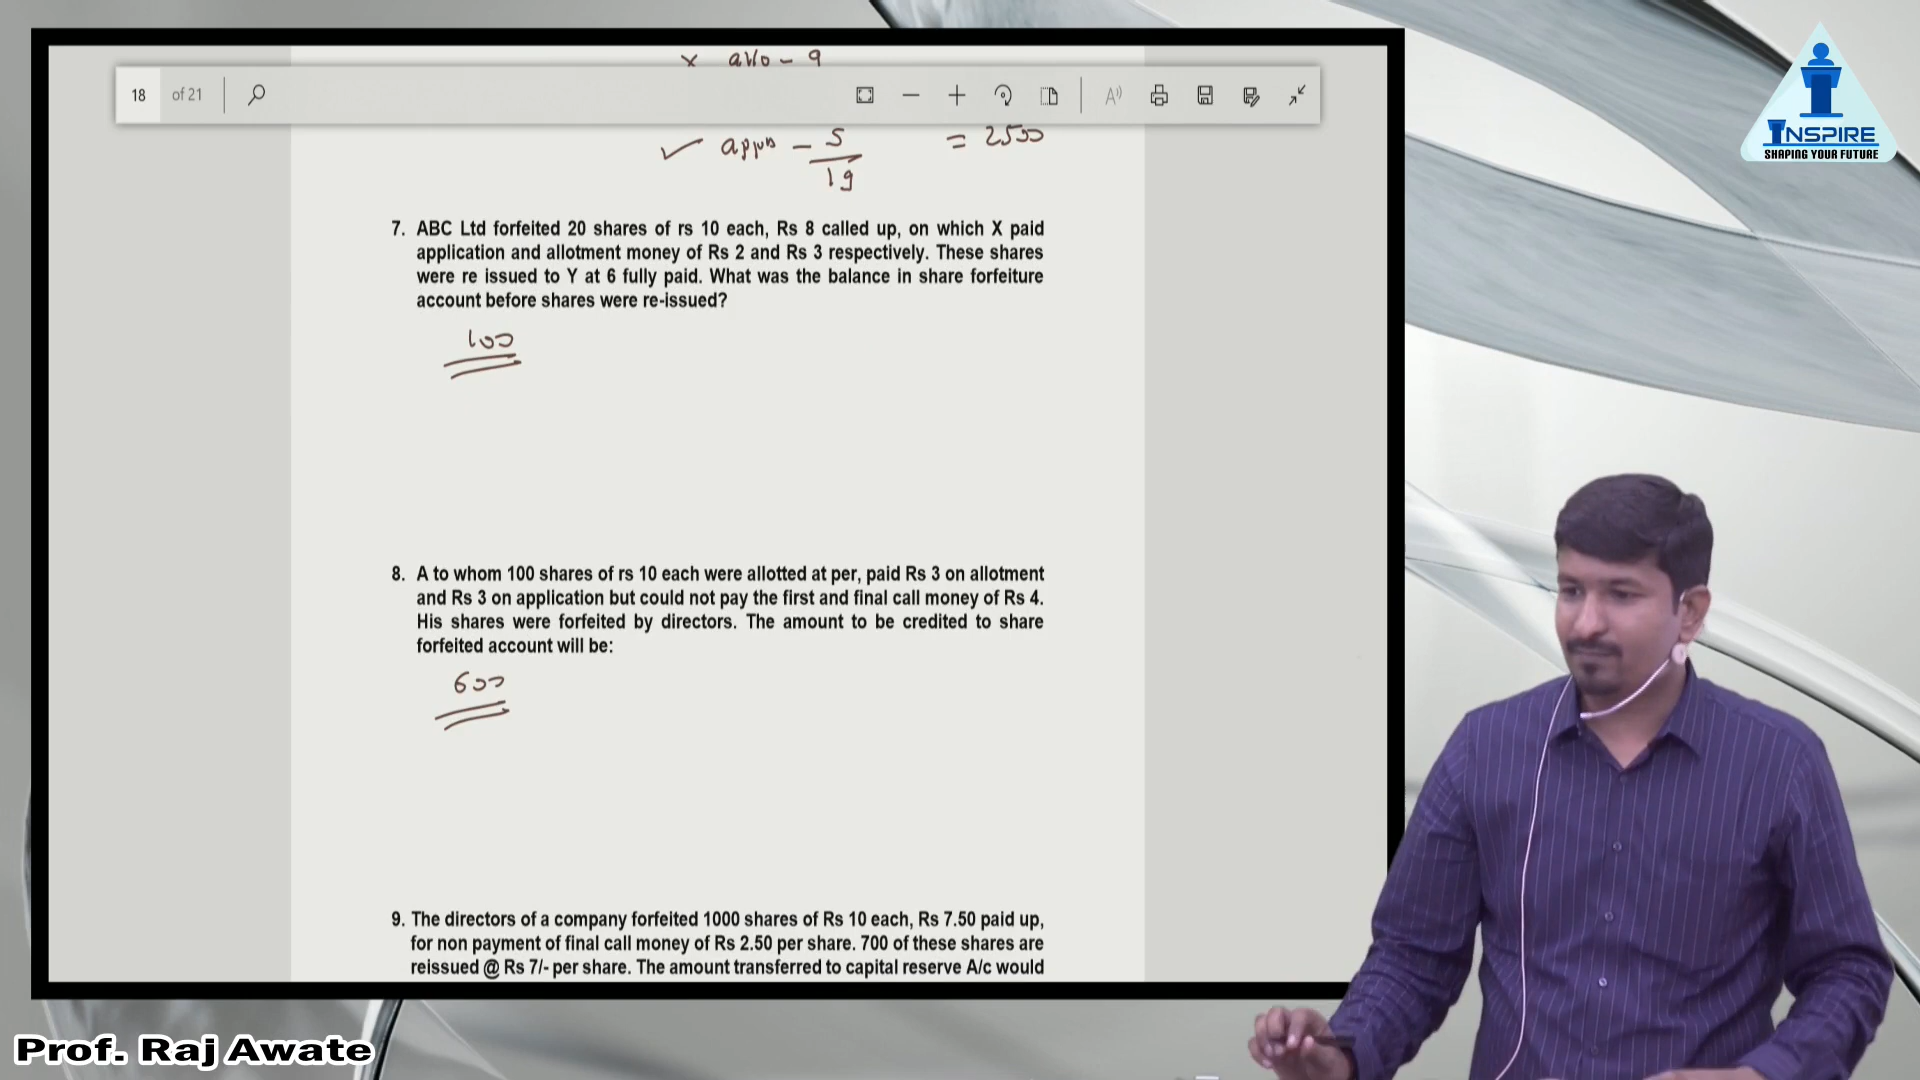 x allo - 9
18 of 21
✓ appn - 5 = 2500
19
7. ABC Ltd forfeited 20 shares of rs 10 each, Rs 8 called up, on which X paid
application and allotment money of Rs 2 and Rs 3 respectively. These shares
were re issued to Y at 6 fully paid. What was the balance in share forfeiture
account before shares were re-issued?
100
8. A to whom 100 shares of rs 10 each were allotted at per, paid Rs 3 on allotment
and Rs 3 on application but could not pay the first and final call money of Rs 4.
His shares were forfeited by directors. The amount to be credited to share
forfeited account will be:
600
9. The directors of a company forfeited 1000 shares of Rs 10 each, Rs 7.50 paid up,
for non payment of final call money of Rs 2.50 per share. 700 of these shares are
reissued @ Rs 7/- per share. The amount transferred to capital reserve A/c would
INSPIRE
SHAPING YOUR FUTURE
Prof. Raj Awate